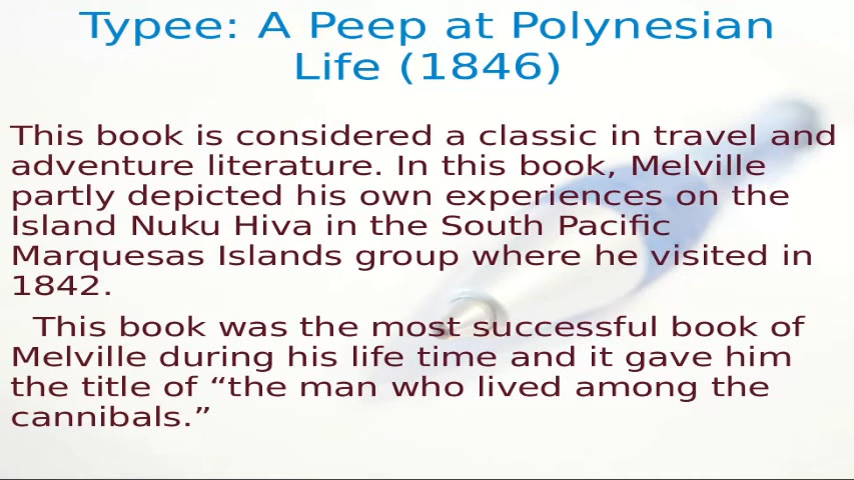 Typee: A Peep at Polynesian
Life (1846)
This book is considered a classic in travel and
adventure literature. In this book, Melville
partly depicted his own experiences on the
Island Nuku Hiva in the South Pacific
Marquesas Islands group where he visited in
1842.
This book was the most successful book of
Melville during his life time and it gave him
the title of “the man who lived among the
cannibals.”